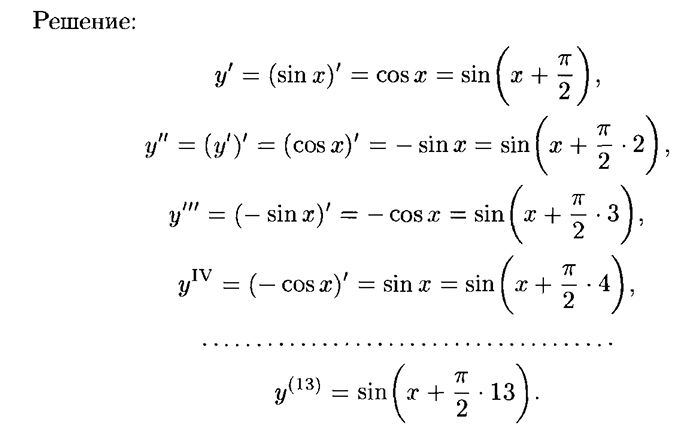 Решение:
y′ = (sin x)′ = cos x = sin(x + π/2),
y″ = (y′)′ = (cos x)′ = − sin x = sin(x + π/2 · 2),
y‴ = (− sin x)′ = − cos x = sin(x + π/2 · 3),
y^IV = (− cos x)′ = sin x = sin(x + π/2 · 4),
. . . . . . . . . . . . . . . . . . . . . . . . . . . . . . . . . . . . . .
y^(13) = sin(x + π/2 · 13).